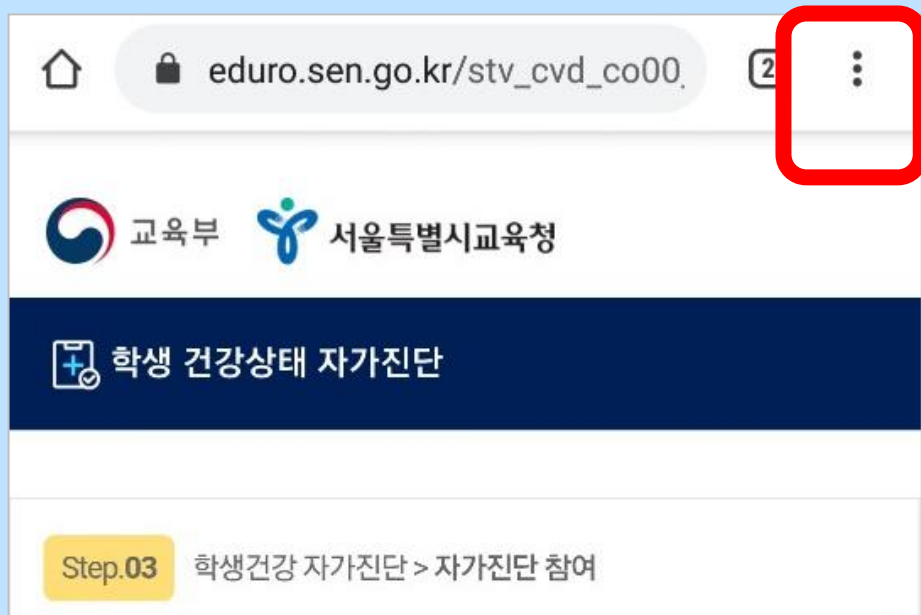 eduro.sen.go.kr/stv_cvd_co00
2
교육부 서울특별시교육청
학생 건강상태 자가진단
Step.03 학생건강 자가진단 > 자가진단 참여